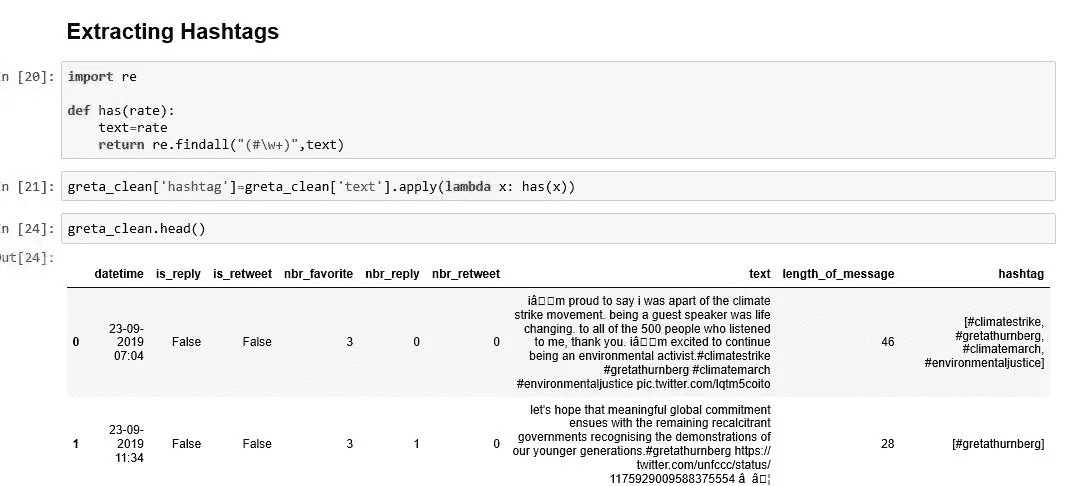 Extracting Hashtags
n [20]: import re
def has(rate):
text=rate
return re.findall("(#\w+)",text)
n [21]: greta_clean['hashtag']=greta_clean['text'].apply(lambda x: has(x))
n [24]: greta_clean.head()
ut[24]:
datetime is_reply is_retweet nbr_favorite nbr_reply nbr_retweet text length_of_message hashtag
iâ□□m proud to say i was apart of the climate
strike movement. being a guest speaker was life
changing. to all of the 500 people who listened
to me, thank you. iâ□□m excited to continue
being an environmental activist.#climatestrike
#gretathurnberg #climatemarch
#environmentaljustice pic.twitter.com/lqtm5coito
0 23-09-
2019
07:04 False False 3 0 0 46 [#climatestrike,
#gretathurnberg,
#climatemarch,
#environmentaljustice]
let's hope that meaningful global commitment
ensues with the remaining recalcitrant
governments recognising the demonstrations of
our younger generations.#gretathurnberg https://
twitter.com/unfccc/status/
1175929009588375554 â â□¦
1 23-09-
2019
11:34 False False 3 1 0 28 [#gretathurnberg]